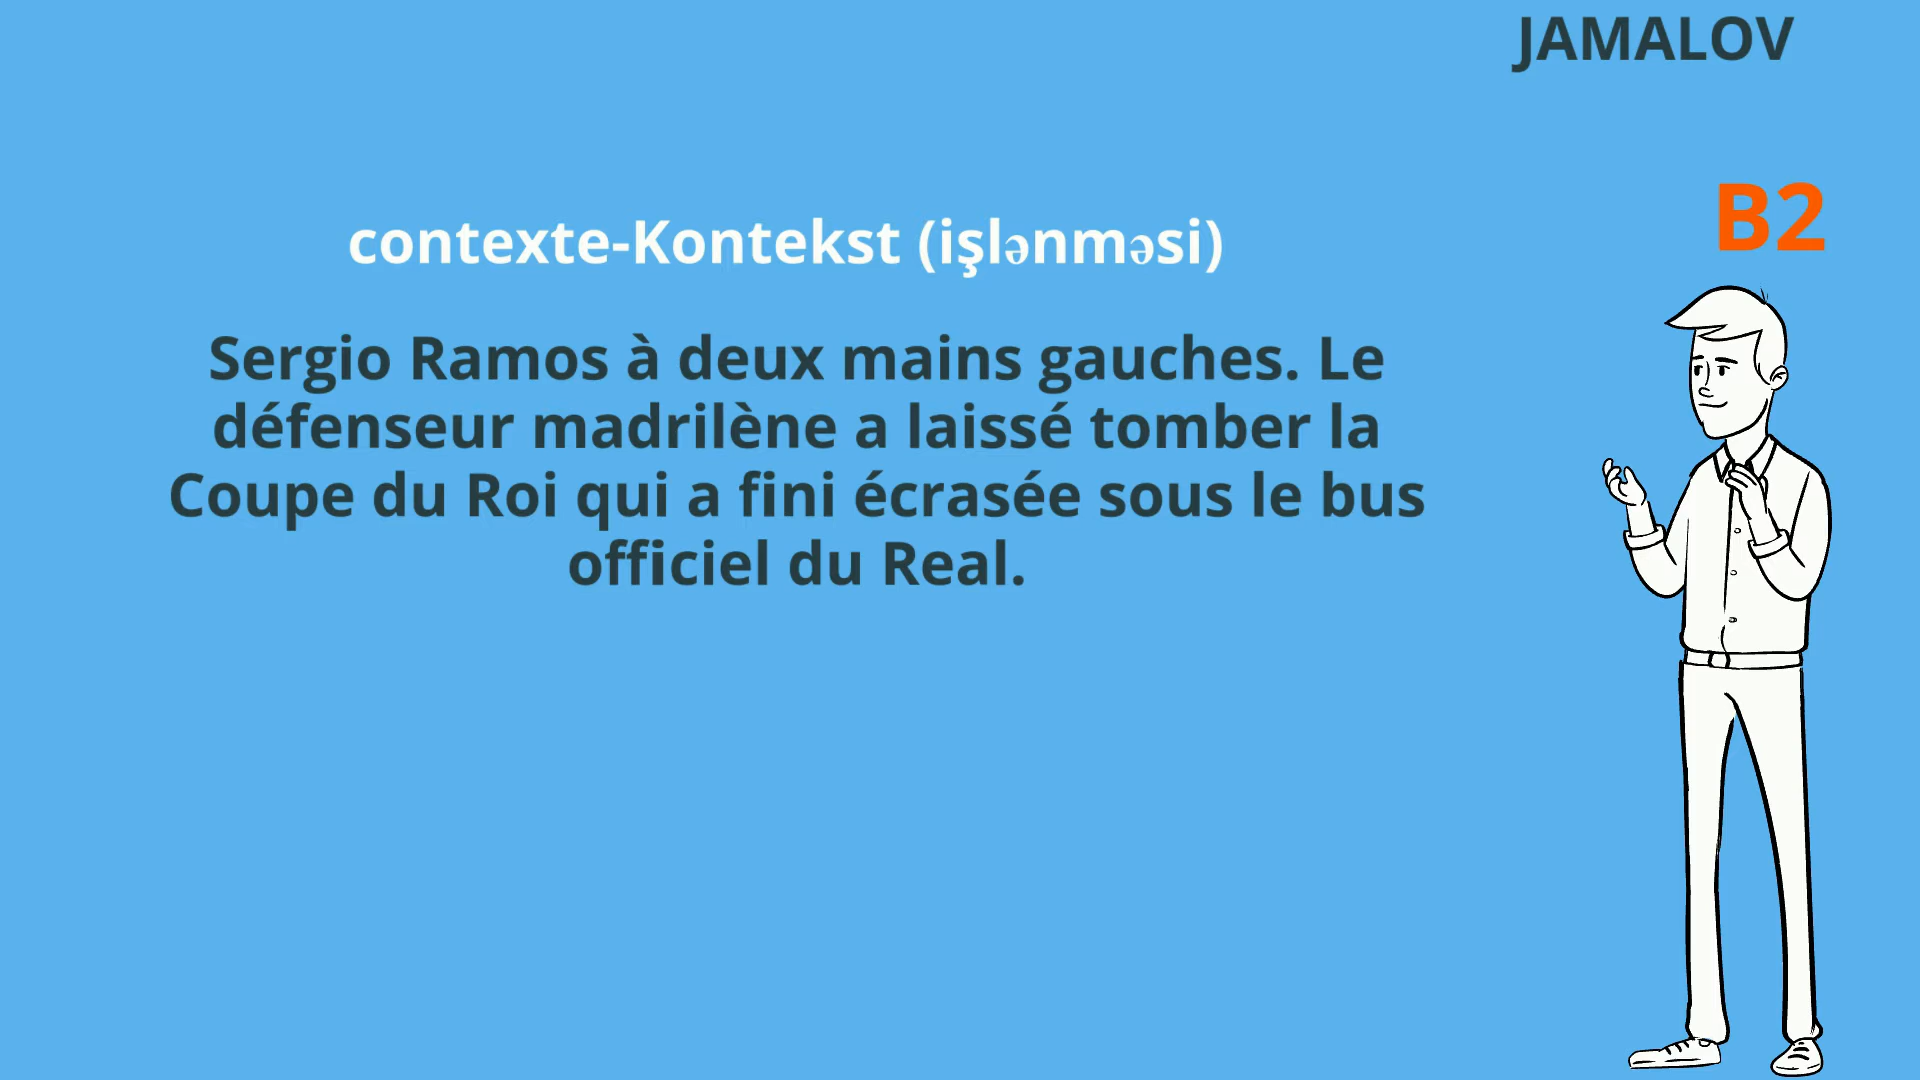 JAMALOV
B2
contexte-Kontekst (işlənməsi)
Sergio Ramos à deux mains gauches. Le
défenseur madrilène a laissé tomber la
Coupe du Roi qui a fini écrasée sous le bus
officiel du Real.